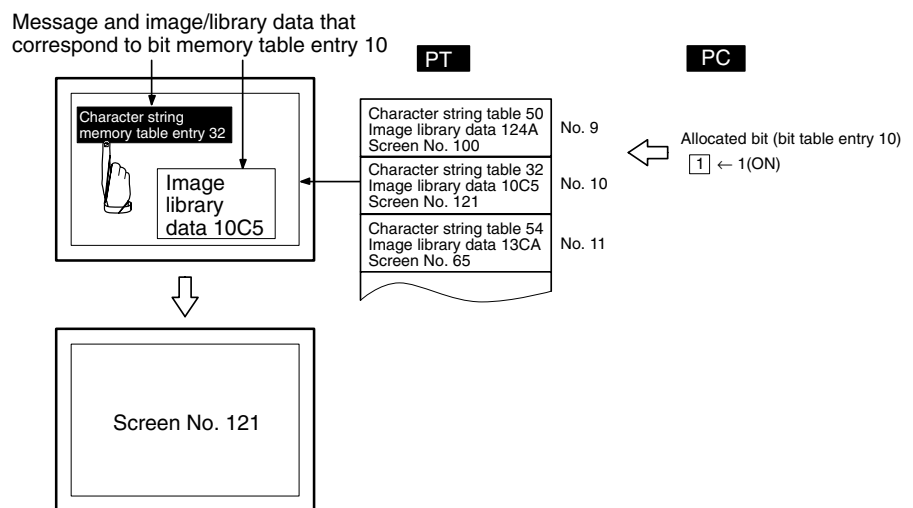 Message and image/library data that
correspond to bit memory table entry 10
PT
PC
Character string
memory table entry 32
Image
library
data 10C5
Character string table 50
Image library data 124A
Screen No. 100
No. 9
Character string table 32
Image library data 10C5
Screen No. 121
No. 10
Character string table 54
Image library data 13CA
Screen No. 65
No. 11
Allocated bit (bit table entry 10)
1 ← 1(ON)
Screen No. 121